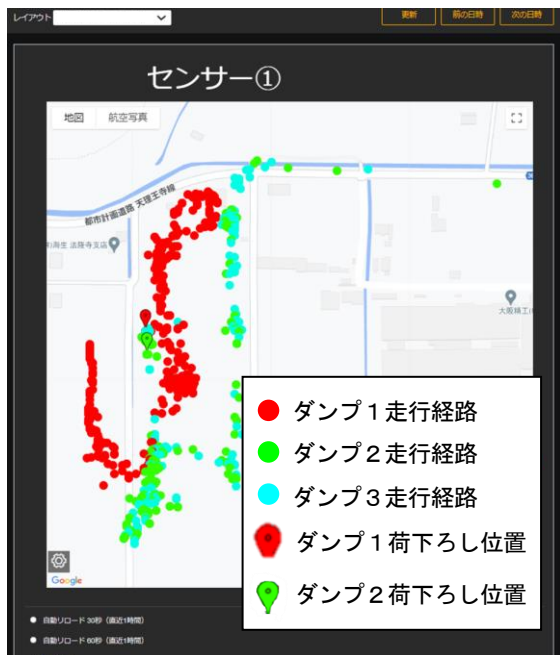 レイアウト
更新
前の日時
次の日時
センサー①
地図
航空写真
都市計画道路 天理王寺線
法隆寺支店
大阪精工
ダンプ１走行経路
ダンプ２走行経路
ダンプ３走行経路
ダンプ１荷下ろし位置
ダンプ２荷下ろし位置
Google
自動リロード 30秒（直近1時間）
自動リロード 60秒（直近1時間）